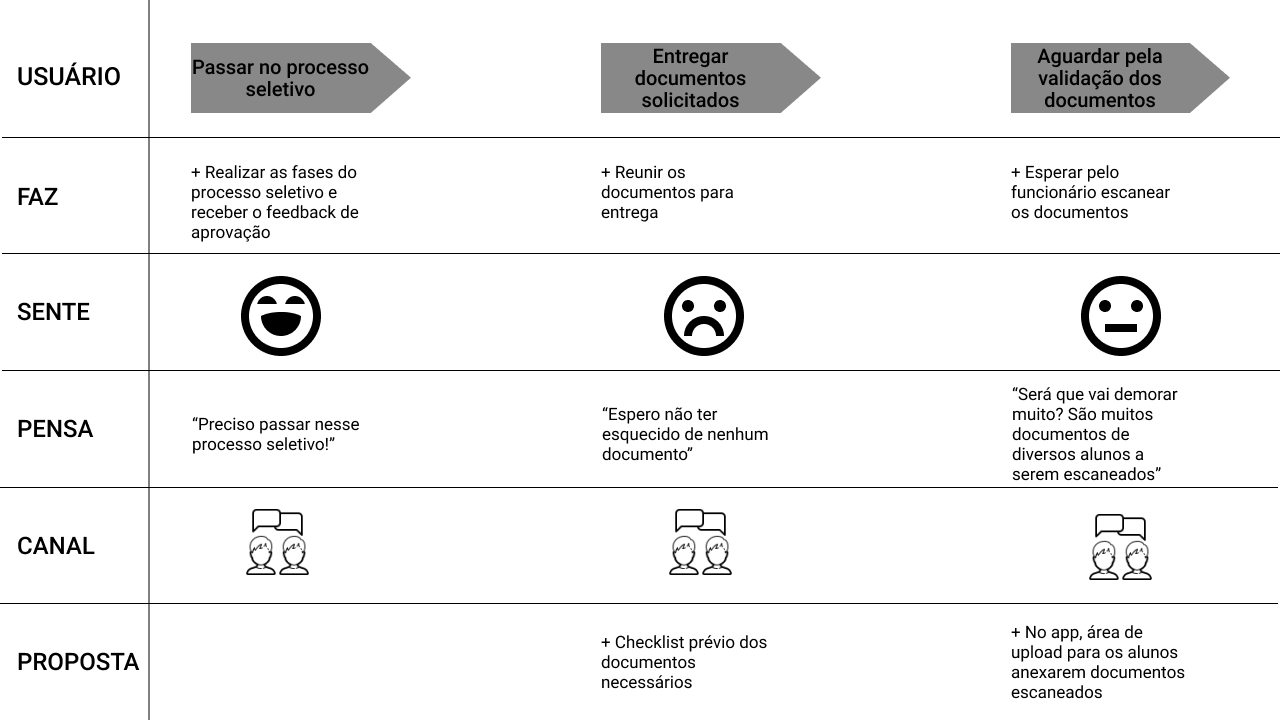 USUÁRIO
Passar no processo
seletivo
Entregar
documentos
solicitados
Aguardar pela
validação dos
documentos
FAZ
+ Realizar as fases do
processo seletivo e
receber o feedback de
aprovação
+ Reunir os
documentos para
entrega
+ Esperar pelo
funcionário escanear
os documentos
SENTE
PENSA
“Preciso passar nesse
processo seletivo!”
“Espero não ter
esquecido de nenhum
documento”
“Será que vai demorar
muito? São muitos
documentos de
diversos alunos a
serem escaneados”
CANAL
PROPOSTA
+ Checklist prévio dos
documentos
necessários
+ No app, área de
upload para os alunos
anexarem documentos
escaneados